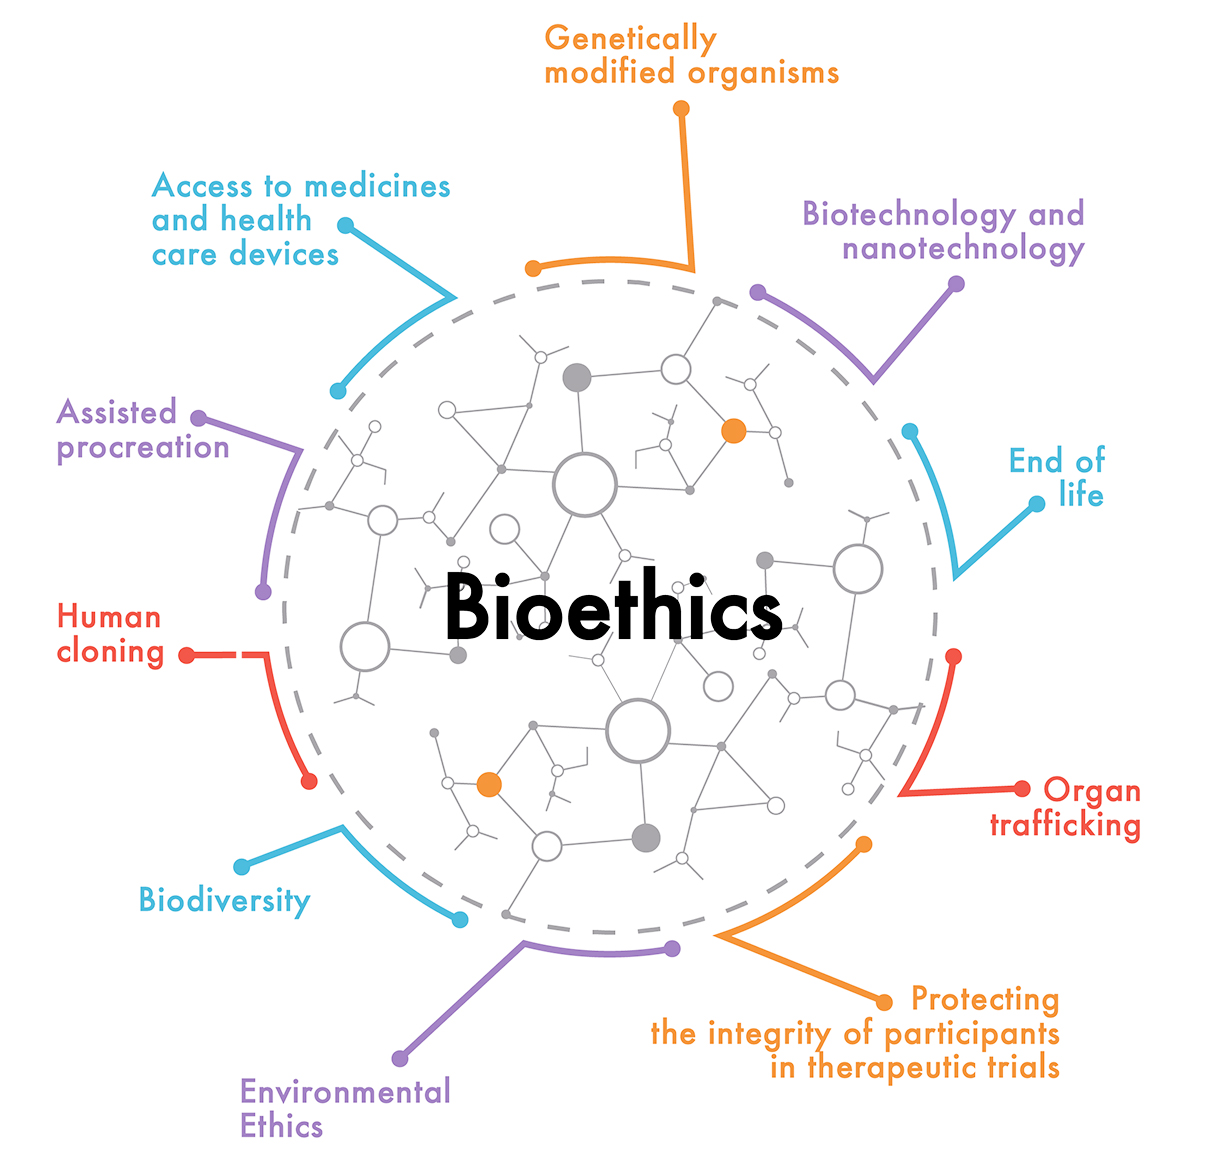 Genetically
modified organisms
Access to medicines
and health
care devices
Biotechnology and
nanotechnology
Assisted
procreation
End of
life
Bioethics
Human
cloning
Organ
trafficking
Biodiversity
Protecting
the integrity of participants
in therapeutic trials
Environmental
Ethics